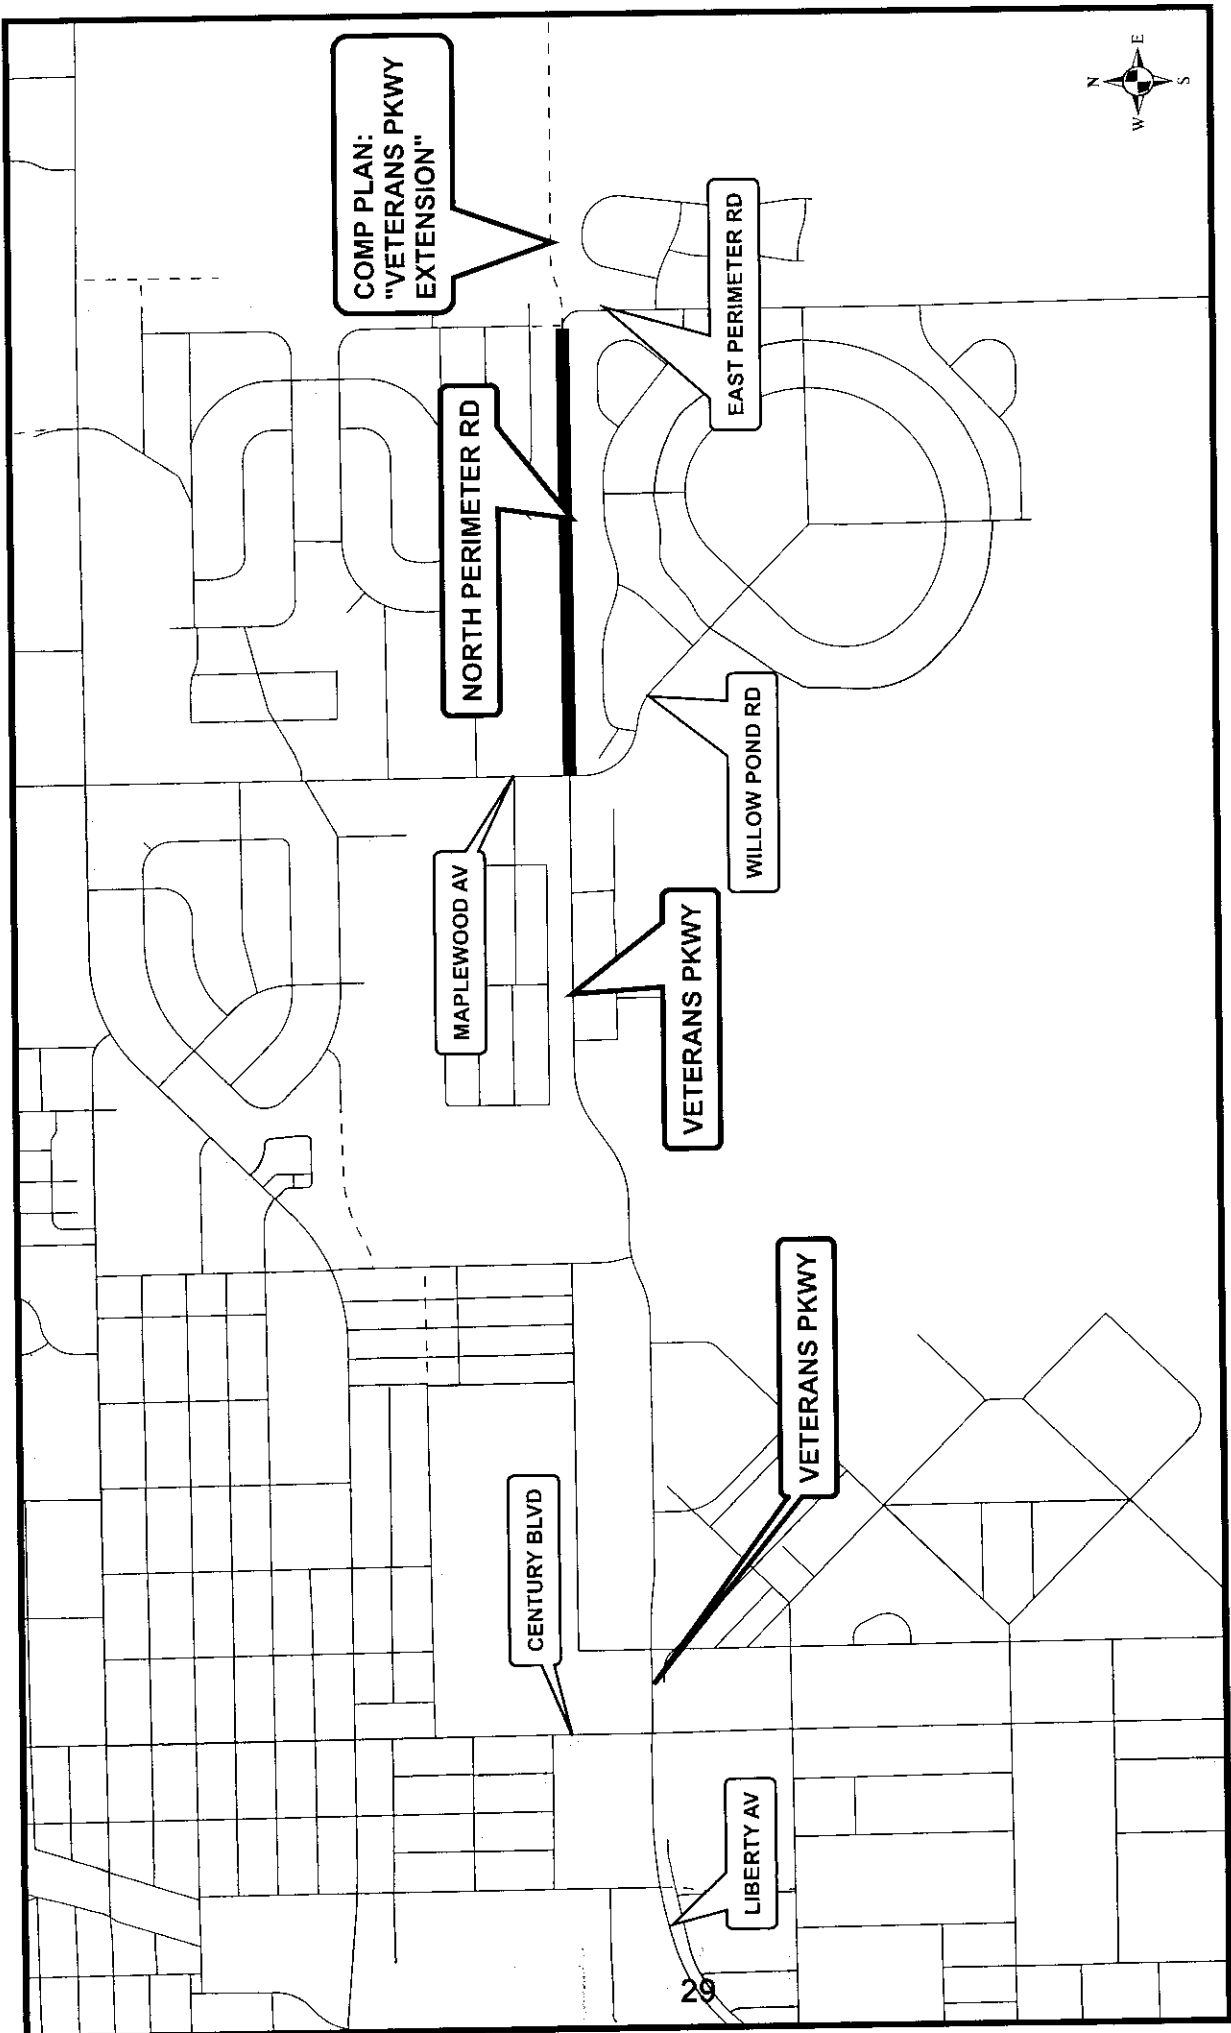 COMP PLAN:
"VETERANS PKWY
EXTENSION"
N
E
S
W
NORTH PERIMETER RD
EAST PERIMETER RD
MAPLEWOOD AV
WILLOW POND RD
VETERANS PKWY
VETERANS PKWY
CENTURY BLVD
LIBERTY AV
29